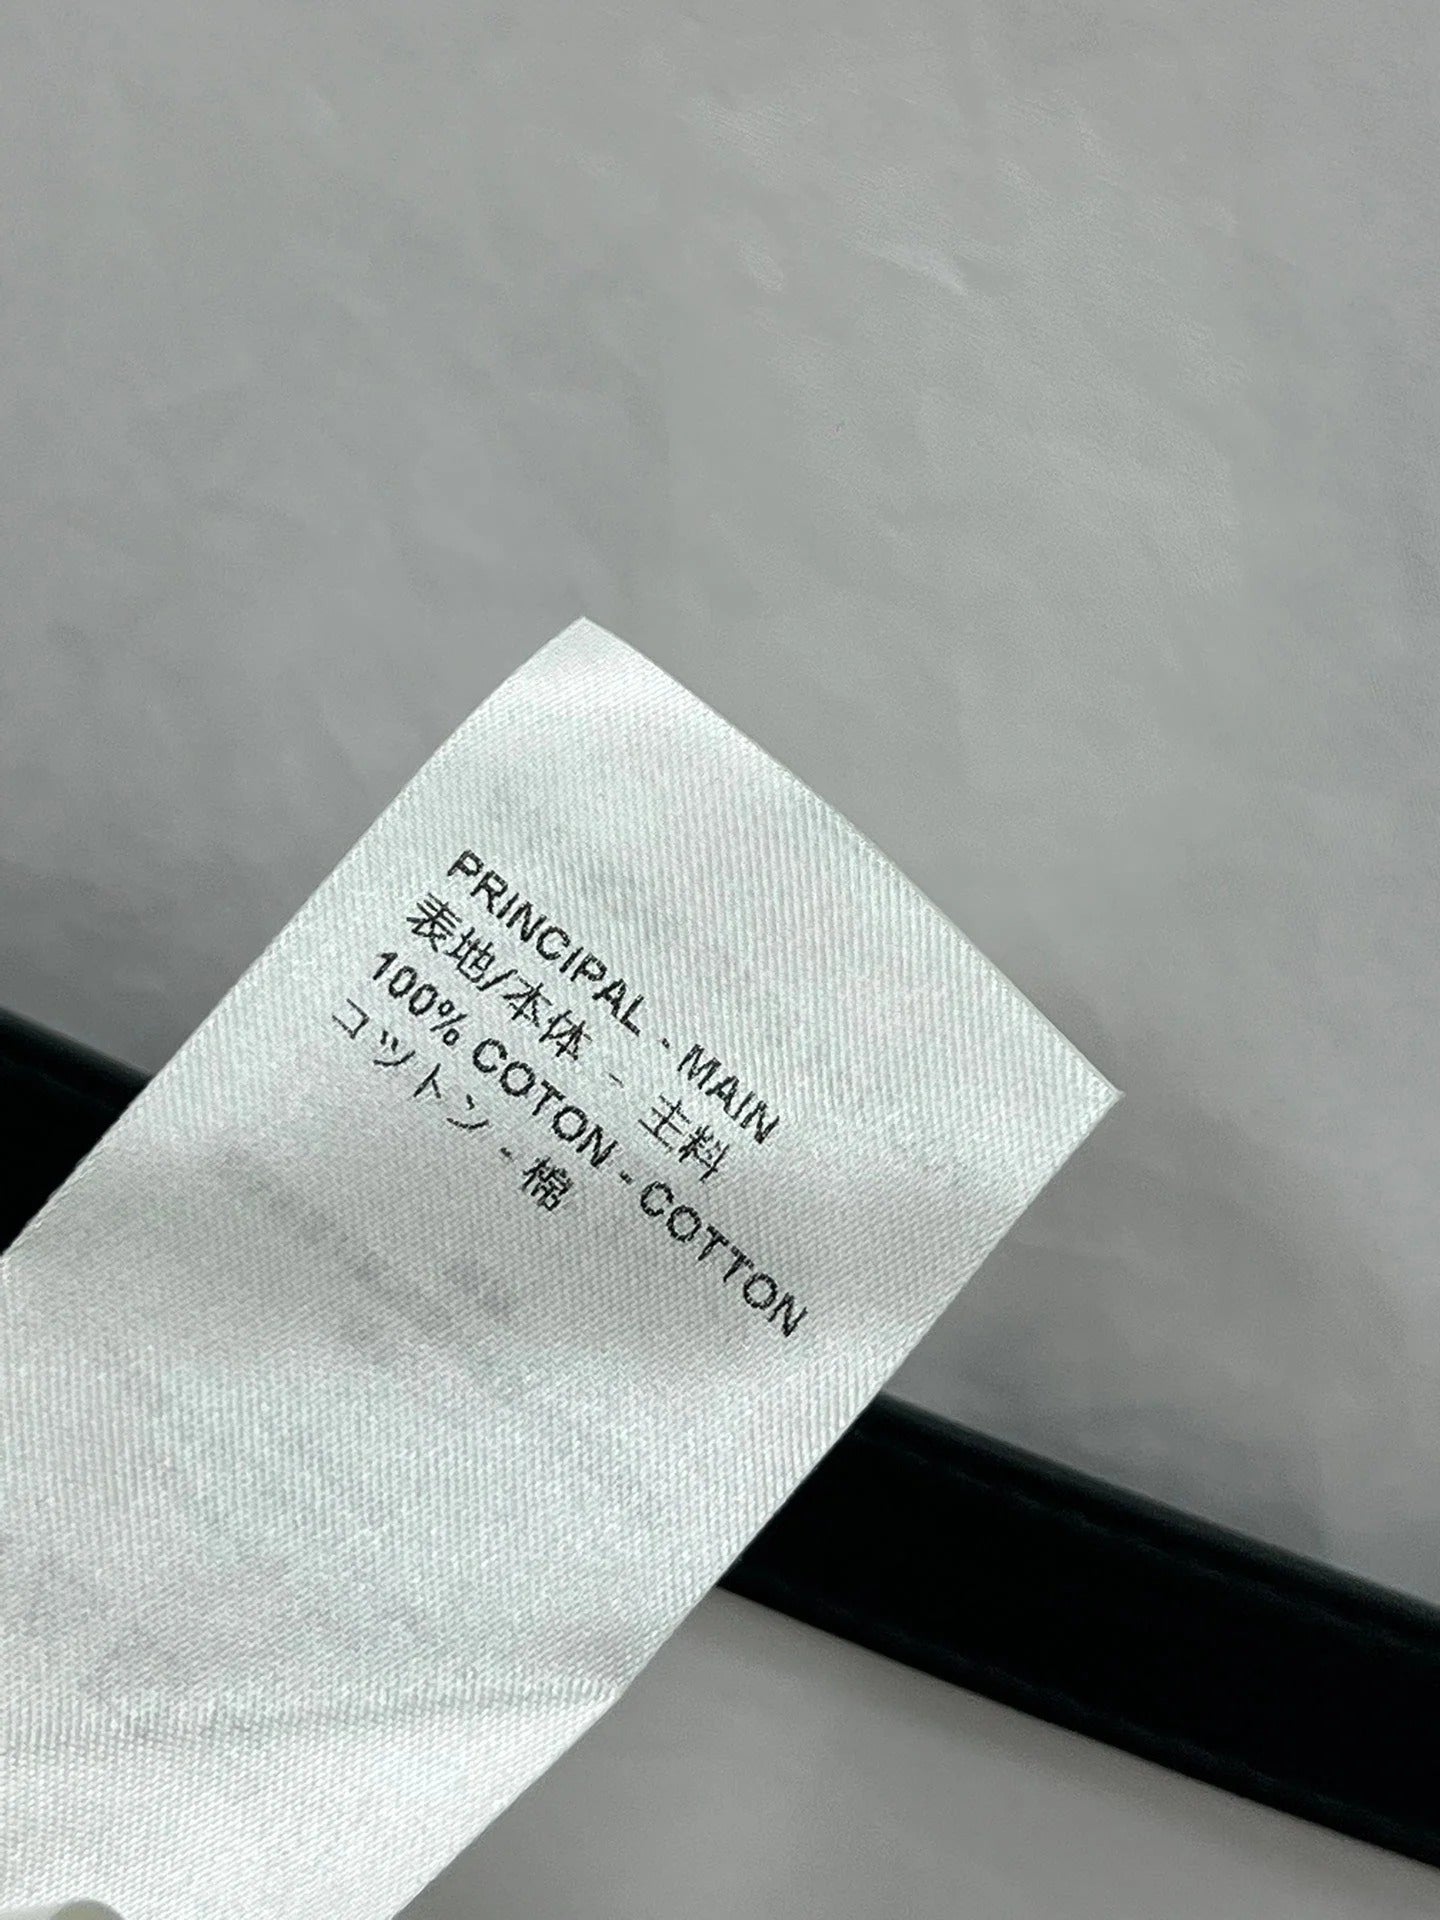 PRINCIPAL - MAIN
表地/本体 - 主料
100% COTON - COTTON
コットン - 棉